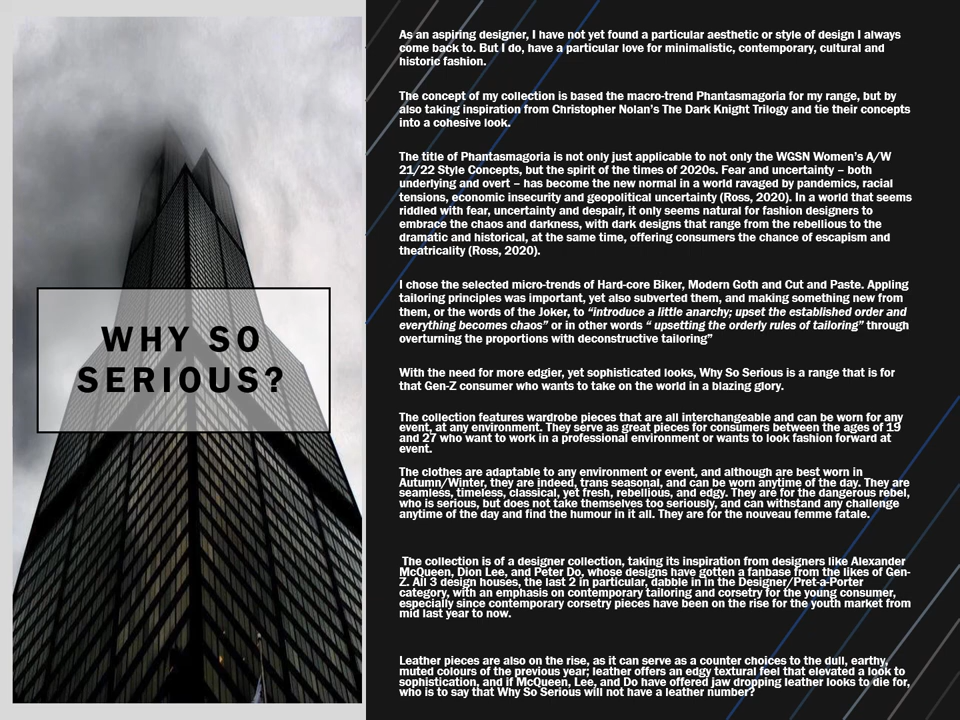 WHY SO
SERIOUS?
As an aspiring designer, I have not yet found a particular aesthetic or style of design I always
come back to. But I do, have a particular love for minimalistic, contemporary, cultural and
historic fashion.
The concept of my collection is based the macro-trend Phantasmagoria for my range, but by
also taking inspiration from Christopher Nolan’s The Dark Knight Trilogy and tie their concepts
into a cohesive look.
The title of Phantasmagoria is not only just applicable to not only the WGSN Women’s A/W
21/22 Style Concepts, but the spirit of the times of 2020s. Fear and uncertainty – both
underlying and overt – has become the new normal in a world ravaged by pandemics, racial
tensions, economic insecurity and geopolitical uncertainty (Ross, 2020). In a world that seems
riddled with fear, uncertainty and despair, it only seems natural for fashion designers to
embrace the chaos and darkness, with dark designs that range from the rebellious to the
dramatic and historical, at the same time, offering consumers the chance of escapism and
theatricality (Ross, 2020).
I chose the selected micro-trends of Hard-core Biker, Modern Goth and Cut and Paste. Appling
tailoring principles was important, yet also subverted them, and making something new from
them, or the words of the Joker, to “introduce a little anarchy; upset the established order and
everything becomes chaos” or in other words “ upsetting the orderly rules of tailoring” through
overturning the proportions with deconstructive tailoring”
With the need for more edgier, yet sophisticated looks, Why So Serious is a range that is for
that Gen-Z consumer who wants to take on the world in a blazing glory.
The collection features wardrobe pieces that are all interchangeable and can be worn for any
event, at any environment. They serve as great pieces for consumers between the ages of 19
and 27 who want to work in a professional environment or wants to look fashion forward at
event.
The clothes are adaptable to any environment or event, and although are best worn in
Autumn/Winter, they are indeed, trans seasonal, and can be worn anytime of the day. They are
seamless, timeless, classical, yet fresh, rebellious, and edgy. They are for the dangerous rebel,
who is serious, but does not take themselves too seriously, and can withstand any challenge
anytime of the day and find the humour in it all. They are for the nouveau femme fatale.
The collection is of a designer collection, taking its inspiration from designers like Alexander
McQueen, Dion Lee, and Peter Do, whose designs have gotten a fanbase from the likes of Gen-
Z. All 3 design houses, the last 2 in particular, dabble in in the Designer/Pret-a-Porter
category, with an emphasis on contemporary tailoring and corsetry for the young consumer,
especially since contemporary corsetry pieces have been on the rise for the youth market from
mid last year to now.
Leather pieces are also on the rise, as it can serve as a counter choices to the dull, earthy,
muted colours of the previous year; leather offers an edgy textural feel that elevated a look to
sophistication, and if McQueen, Lee, and Do have offered jaw dropping leather looks to die for,
who is to say that Why So Serious will not have a leather number?